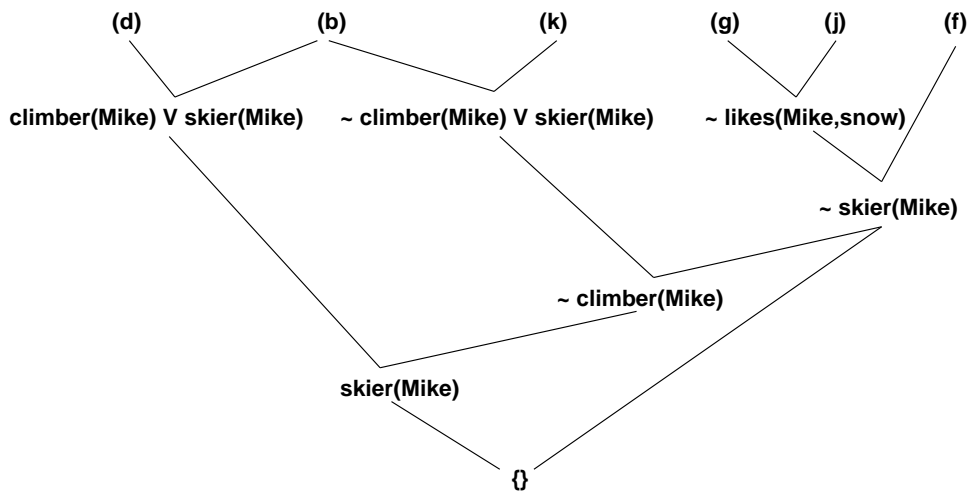 (d) (b) (k) (g) (j) (f)
climber(Mike) V skier(Mike) ~ climber(Mike) V skier(Mike) ~ likes(Mike,snow)
~ skier(Mike)
~ climber(Mike)
skier(Mike)
{}